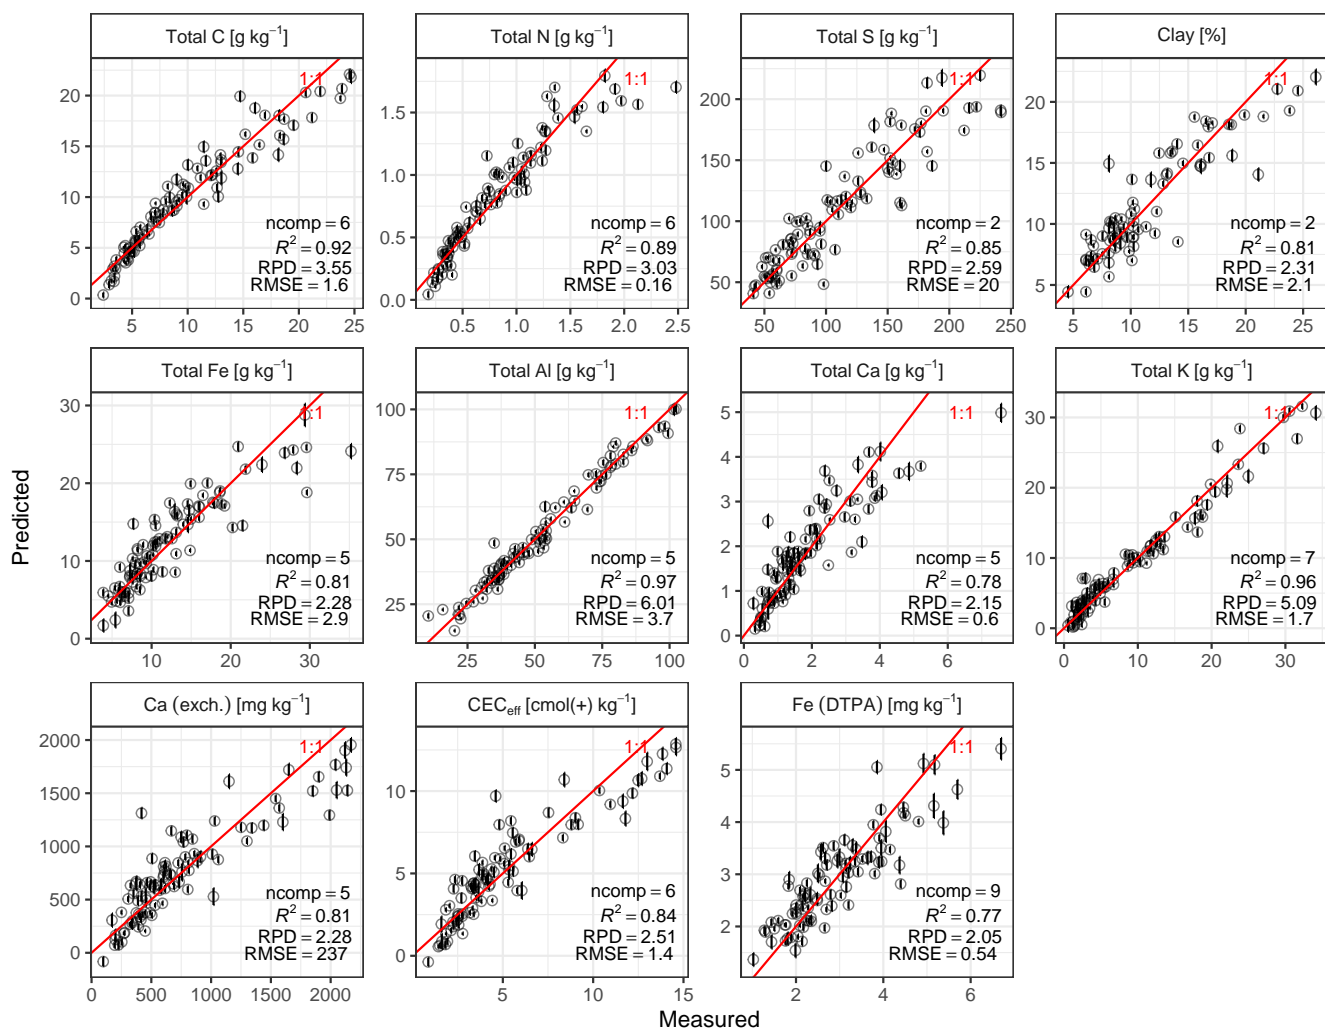 Total C [g kg⁻¹]
1:1
ncomp = 6
R² = 0.92
RPD = 3.55
RMSE = 1.6
20
15
10
5
0
5 10 15 20 25
Total N [g kg⁻¹]
1:1
ncomp = 6
R² = 0.89
RPD = 3.03
RMSE = 0.16
1.5
1.0
0.5
0.0
0.5 1.0 1.5 2.0 2.5
Total S [g kg⁻¹]
1:1
ncomp = 2
R² = 0.85
RPD = 2.59
RMSE = 20
200
150
100
50
50 100 150 200 250
Clay [%]
1:1
ncomp = 2
R² = 0.81
RPD = 2.31
RMSE = 2.1
20
15
10
5
5 10 15 20 25
Predicted
Total Fe [g kg⁻¹]
1:1
ncomp = 5
R² = 0.81
RPD = 2.28
RMSE = 2.9
30
20
10
0
10 20 30
Total Al [g kg⁻¹]
1:1
ncomp = 5
R² = 0.97
RPD = 6.01
RMSE = 3.7
100
75
50
25
25 50 75 100
Total Ca [g kg⁻¹]
1:1
ncomp = 5
R² = 0.78
RPD = 2.15
RMSE = 0.6
5
4
3
2
1
0
0 2 4 6
Total K [g kg⁻¹]
1:1
ncomp = 7
R² = 0.96
RPD = 5.09
RMSE = 1.7
30
20
10
0
0 10 20 30
Ca (exch.) [mg kg⁻¹]
1:1
ncomp = 5
R² = 0.81
RPD = 2.28
RMSE = 237
2000
1500
1000
500
0
0 500 1000 1500 2000
CEC_eff [cmol(+) kg⁻¹]
1:1
ncomp = 6
R² = 0.84
RPD = 2.51
RMSE = 1.4
10
5
0
5 10 15
Fe (DTPA) [mg kg⁻¹]
1:1
ncomp = 9
R² = 0.77
RPD = 2.05
RMSE = 0.54
5
4
3
2
2 4 6
Measured